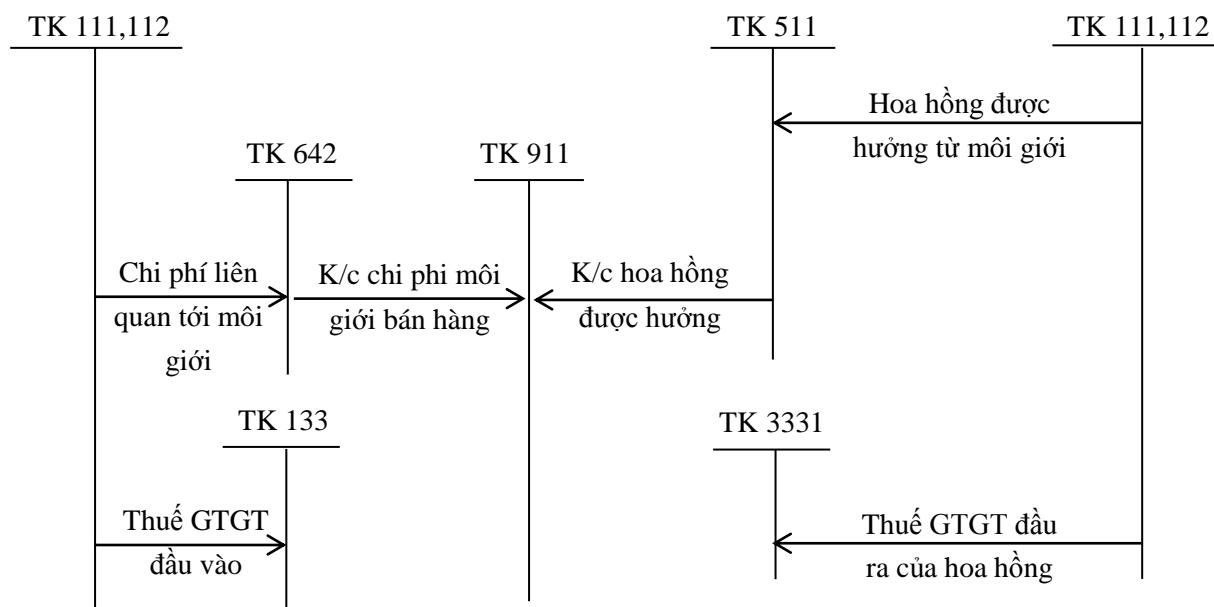 TK 111,112
TK 511
TK 111,112
Hoa hồng được
hưởng từ môi giới
TK 642
TK 911
Chi phí liên
quan tới môi
giới
K/c chi phi môi
giới bán hàng
K/c hoa hồng
được hưởng
TK 133
TK 3331
Thuế GTGT
đầu vào
Thuế GTGT đầu
ra của hoa hồng